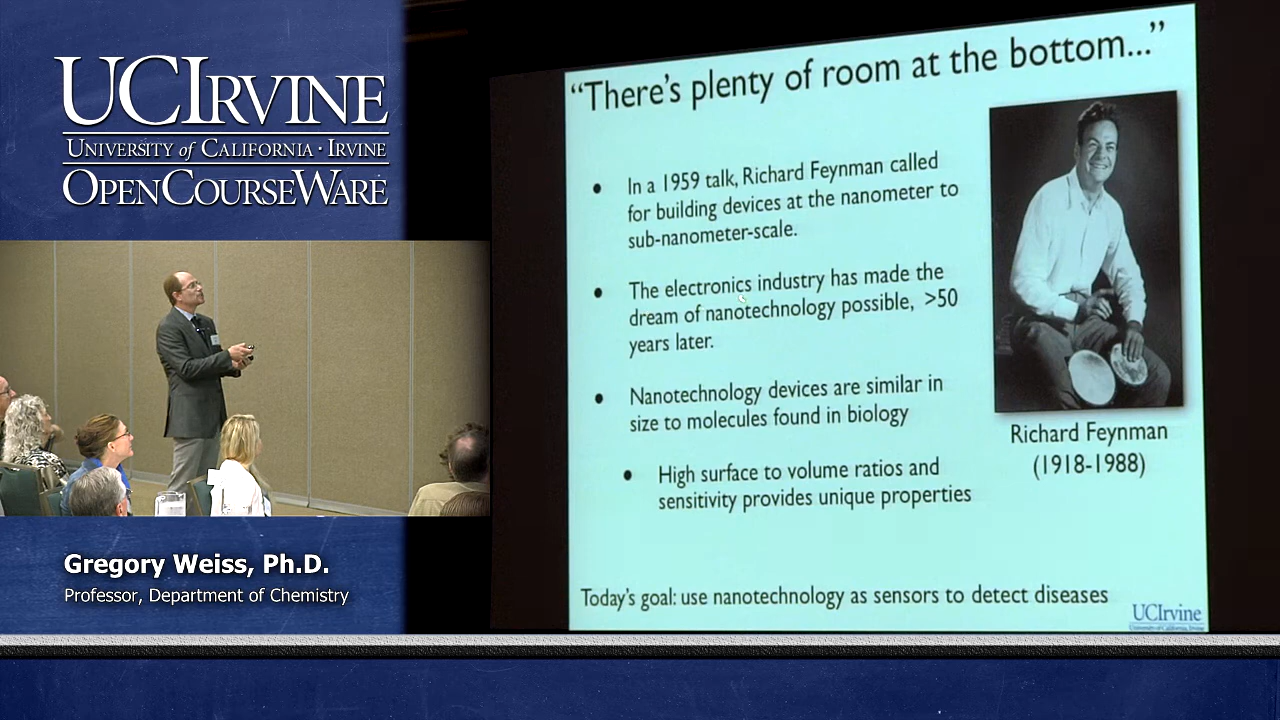 UCIRVINE
UNIVERSITY of CALIFORNIA · IRVINE
OPENCOURSEWARE
Gregory Weiss, Ph.D.
Professor, Department of Chemistry
“There’s plenty of room at the bottom...”
• In a 1959 talk, Richard Feynman called
for building devices at the nanometer to
sub-nanometer-scale.
• The electronics industry has made the
dream of nanotechnology possible, >50
years later.
• Nanotechnology devices are similar in
size to molecules found in biology
• High surface to volume ratios and
sensitivity provides unique properties
Richard Feynman
(1918-1988)
Today’s goal: use nanotechnology as sensors to detect diseases
UCIrvine
University of California, Irvine